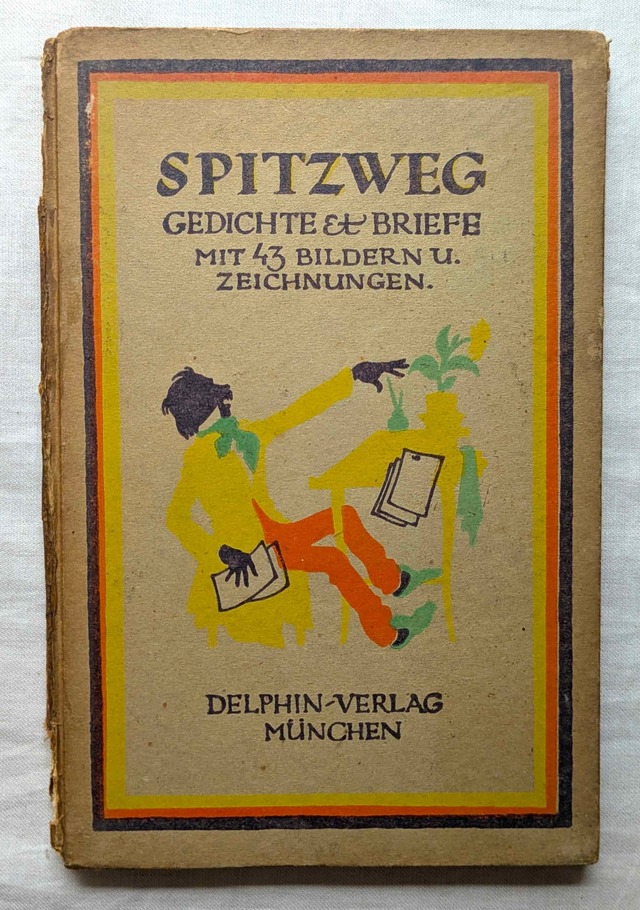 SPITZWEG
GEDICHTE & BRIEFE
MIT 43 BILDERN U.
ZEICHNUNGEN.
DELPHIN-VERLAG
MÜNCHEN